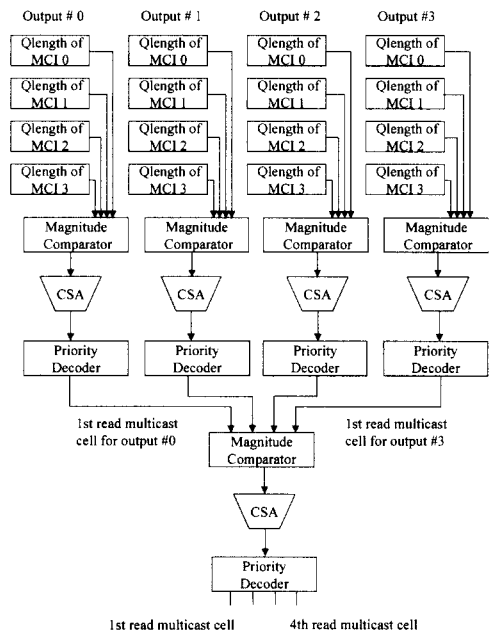 Output # 0 Output # 1 Output # 2 Output #3
Qlength of Qlength of Qlength of Qlength of
MCI 0 MCI 0 MCI 0 MCI 0
Qlength of Qlength of Qlength of Qlength of
MCI 1 MCI 1 MCI 1 MCI 1
Qlength of Qlength of Qlength of Qlength of
MCI 2 MCI 2 MCI 2 MCI 2
Qlength of Qlength of Qlength of Qlength of
MCI 3 MCI 3 MCI 3 MCI 3
Magnitude Magnitude Magnitude Magnitude
Comparator Comparator Comparator Comparator
CSA CSA CSA CSA
Priority Priority Priority Priority
Decoder Decoder Decoder Decoder
1st read multicast 1st read multicast
cell for output #0 cell for output #3
Magnitude
Comparator
CSA
Priority
Decoder
1st read multicast cell 4th read multicast cell